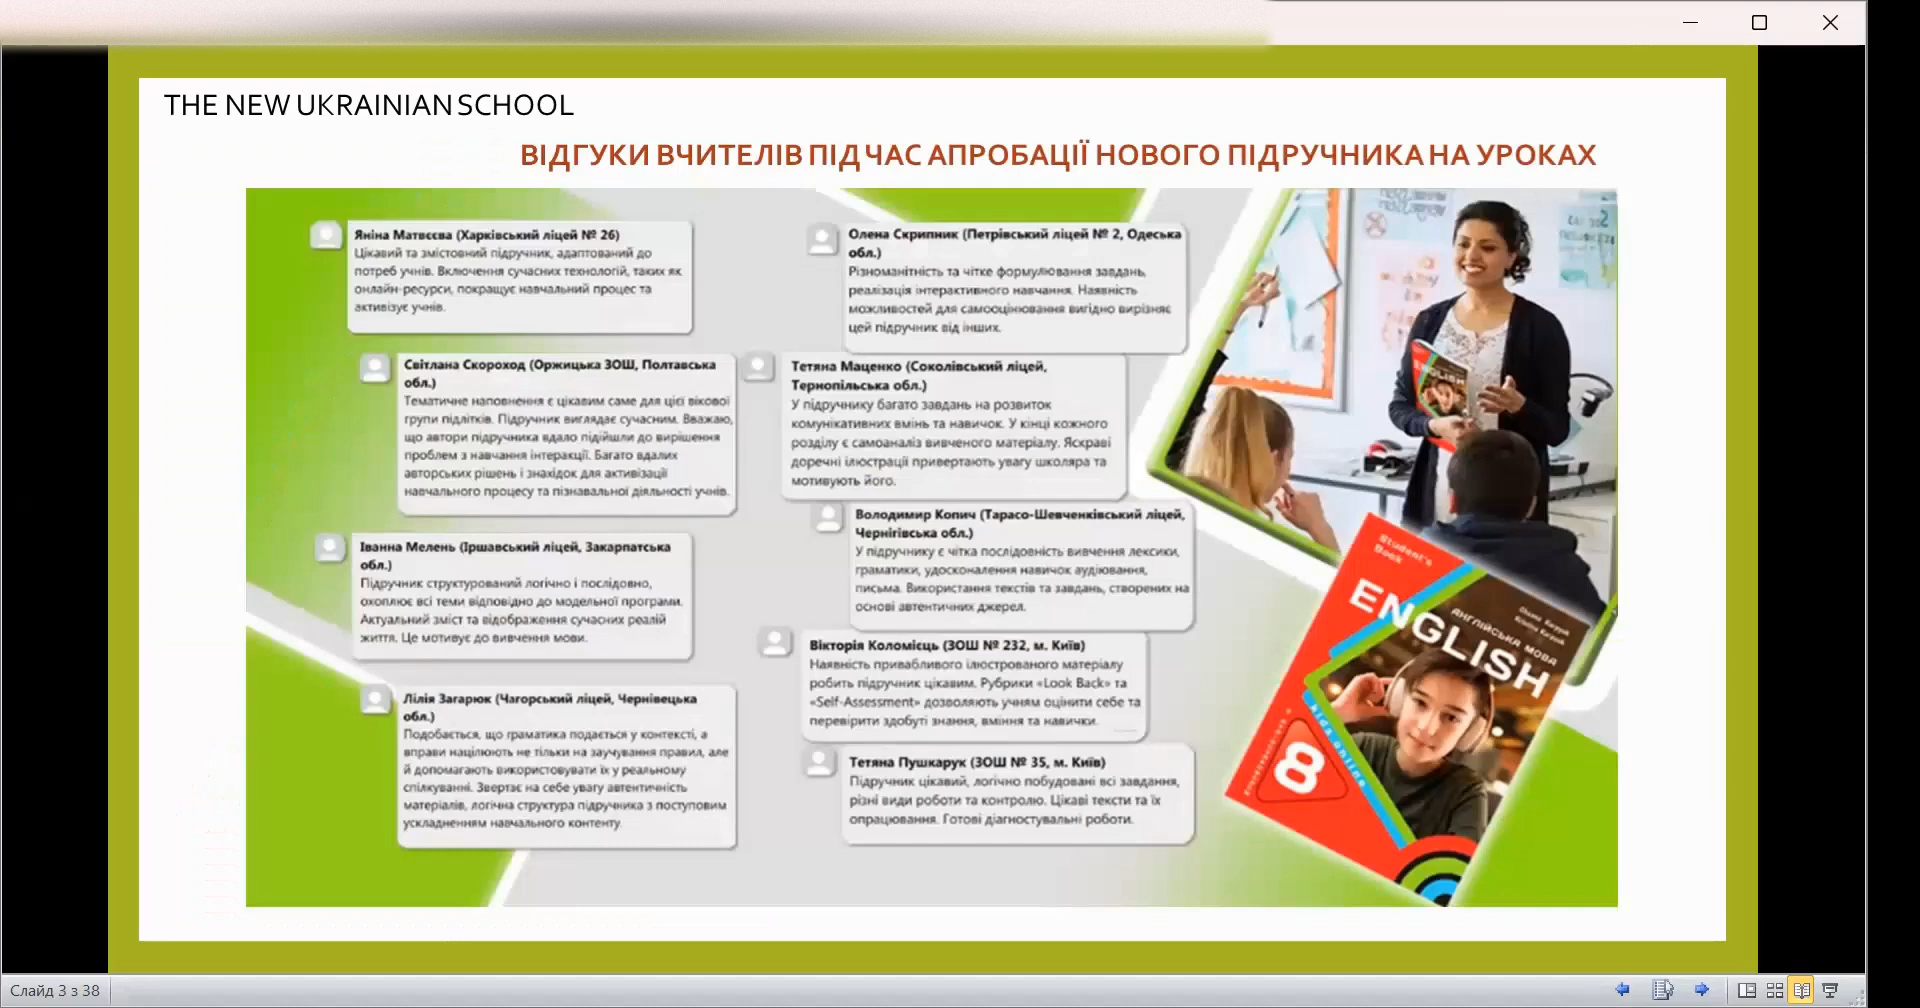 THE NEW UKRAINIAN SCHOOL
ВІДГУКИ ВЧИТЕЛІВ ПІД ЧАС АПРОБАЦІЇ НОВОГО ПІДРУЧНИКА НА УРОКАХ
Яніна Матвєєва (Харківський ліцей № 26)
Цікавий та змістовний підручник, адаптований до
потреб учнів. Включення сучасних технологій, таких як
онлайн-ресурси, покращує навчальний процес та
активізує учнів.
Світлана Скороход (Оржицька ЗОШ, Полтавська
обл.)
Тематичне наповнення є цікавим саме для цієї вікової
групи підлітків. Підручник виглядає сучасним. Вважаю,
що автори підручника вдало підійшли до вирішення
проблем з навчання інтеракції. Багато вдалих
авторських рішень і знахідок для активізації
навчального процесу та пізнавальної діяльності учнів.
Іванна Мелень (Іршавський ліцей, Закарпатська
обл.)
Підручник структурований логічно і послідовно,
охоплює всі теми відповідно до модельної програми.
Актуальний зміст та відображення сучасних реалій
життя. Це мотивує до вивчення мови.
Лілія Загарюк (Чагорський ліцей, Чернівецька
обл.)
Подобається, що граматика подається у контексті, а
вправи націлюють не тільки на заучування правил, але
й допомагають використовувати їх у реальному
спілкуванні. Звертає на себе увагу автентичність
матеріалів, логічна структура підручника з поступовим
ускладненням навчального контенту.
Олена Скрипник (Петрівський ліцей № 2, Одеська
обл.)
Різноманітність та чітке формулювання завдань,
реалізація інтерактивного навчання. Наявність
можливостей для самооцінювання вигідно вирізняє
цей підручник від інших.
Тетяна Маценко (Соколівський ліцей,
Тернопільська обл.)
У підручнику багато завдань на розвиток
комунікативних вмінь та навичок. У кінці кожного
розділу є самоаналіз вивченого матеріалу. Яскраві
доречні ілюстрації привертають увагу школяра та
мотивують його.
Володимир Копич (Тарасо-Шевченківський ліцей,
Чернігівська обл.)
У підручнику є чітка послідовність вивчення лексики,
граматики, удосконалення навичок аудіювання,
письма. Використання текстів та завдань, створених на
основі автентичних джерел.
Вікторія Коломієць (ЗОШ № 232, м. Київ)
Наявність привабливого ілюстрованого матеріалу
робить підручник цікавим. Рубрики «Look Back» та
«Self-Assessment» дозволяють учням оцінити себе та
перевірити здобуті знання, вміння та навички.
Тетяна Пушкарук (ЗОШ № 35, м. Київ)
Підручник цікавий, логічно побудовані всі завдання,
різні види роботи та контролю. Цікаві тексти та їх
опрацювання. Готові діагностувальні роботи.
ENGLISH
Student's
Book
АНГЛІЙСЬКА МОВА
ENGLISH
kids online
8
Слайд 3 з 38